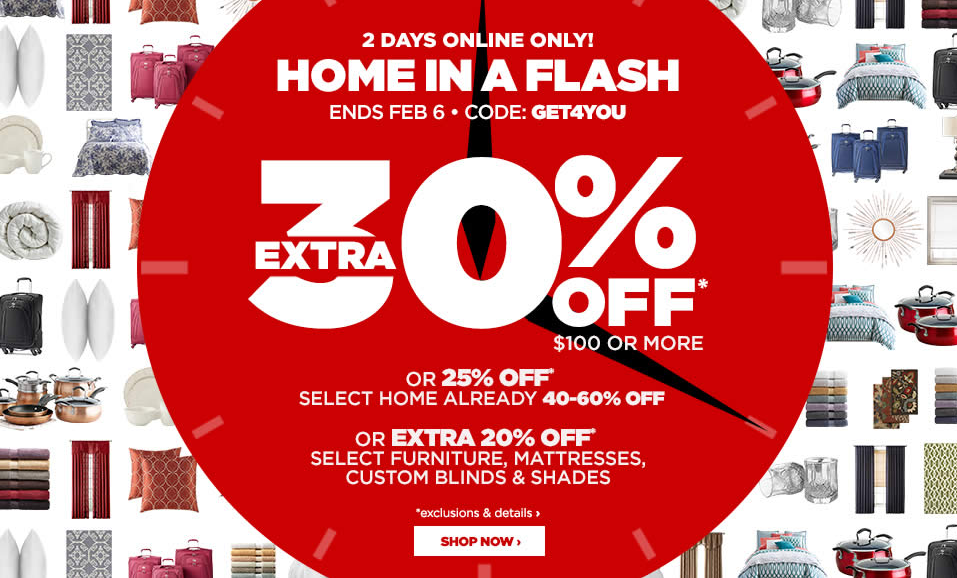 2 DAYS ONLINE ONLY!
HOME IN A FLASH
ENDS FEB 6 • CODE: GET4YOU
EXTRA 30% OFF*
$100 OR MORE
OR 25% OFF*
SELECT HOME ALREADY 40-60% OFF
OR EXTRA 20% OFF*
SELECT FURNITURE, MATTRESSES,
CUSTOM BLINDS & SHADES
*exclusions & details ›
SHOP NOW ›